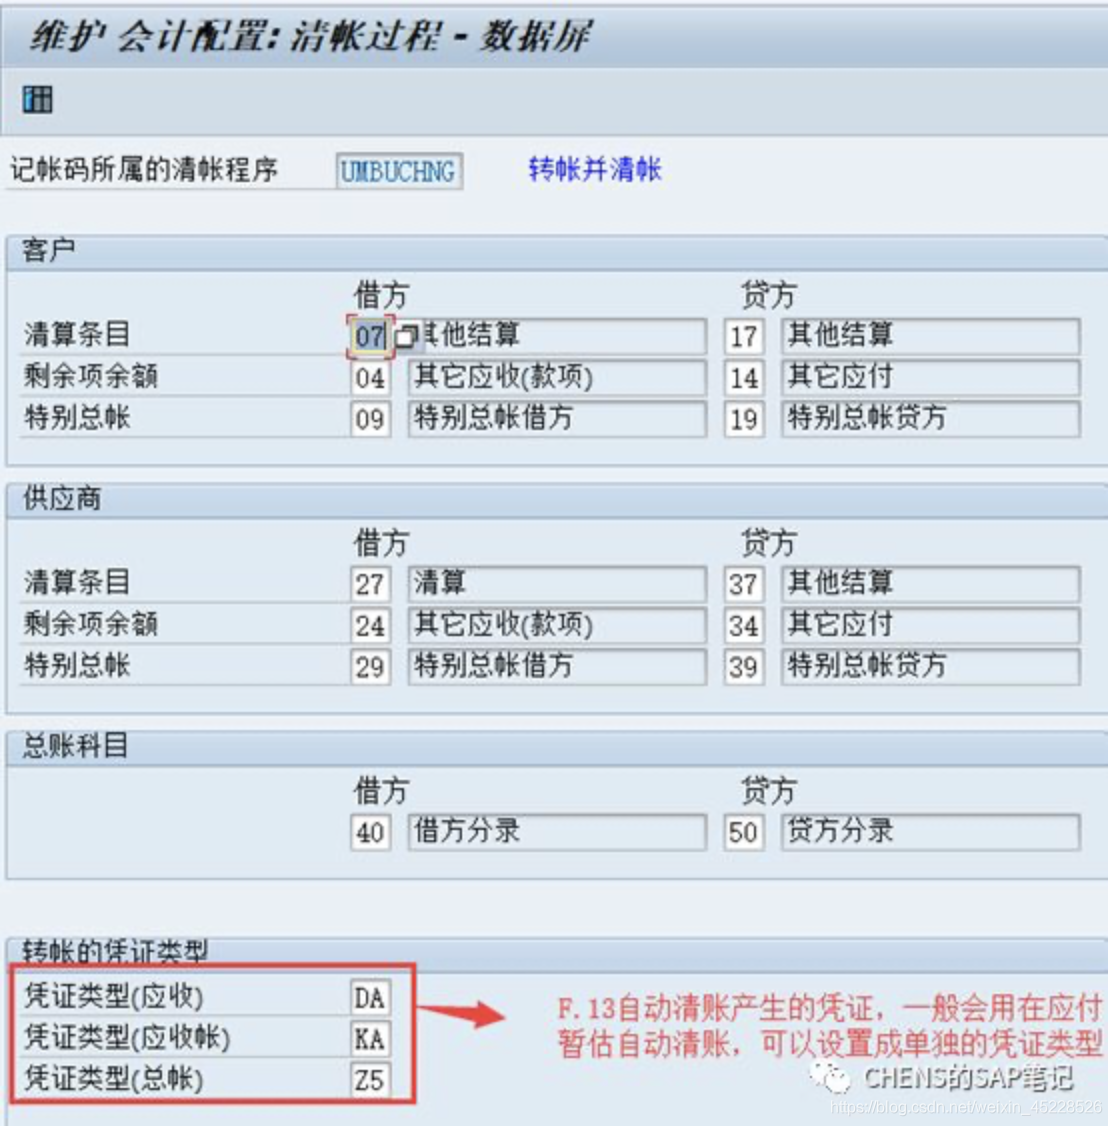 维护 会计配置: 清帐过程 - 数据屏
记帐码所属的清帐程序 UMBUCHNG 转帐并清帐
客户
借方 贷方
清算条目 07 其他结算 17 其他结算
剩余项余额 04 其它应收(款项) 14 其它应付
特别总帐 09 特别总帐借方 19 特别总帐贷方
供应商
借方 贷方
清算条目 27 清算 37 其他结算
剩余项余额 24 其它应收(款项) 34 其它应付
特别总帐 29 特别总帐借方 39 特别总帐贷方
总账科目
借方 贷方
40 借方分录 50 贷方分录
转帐的凭证类型
凭证类型(应收) DA
凭证类型(应收帐) KA
凭证类型(总帐) Z5
F.13自动清账产生的凭证，一般会用在应付
暂估自动清账，可以设置成单独的凭证类型
CHENS的SAP笔记
https://blog.csdn.net/weixin_45228526